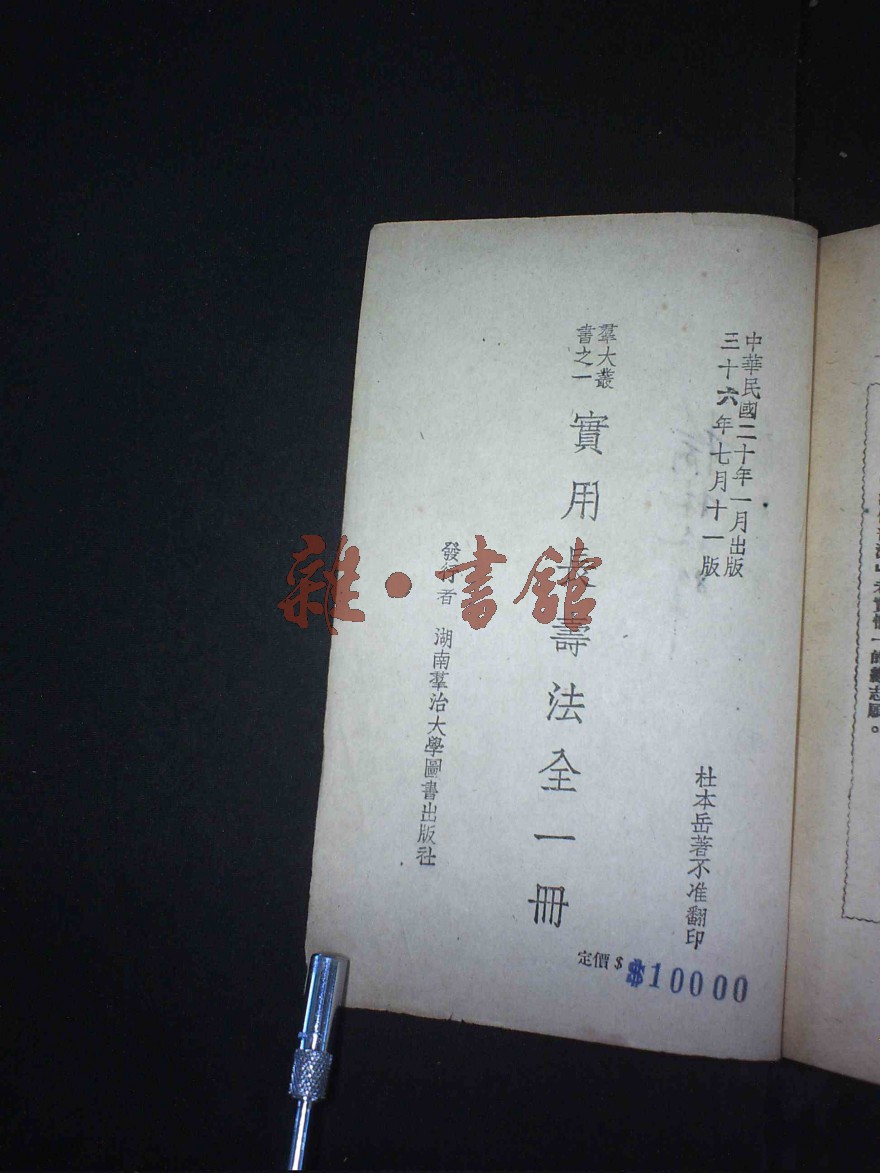 中華民國二十年一月出版
三十六年七月十一版
杜本岳著不准翻印
羣大叢
書之一
實用長壽法全一冊
發行者 湖南羣治大學圖書出版社
定價$ $10000
雜·書館